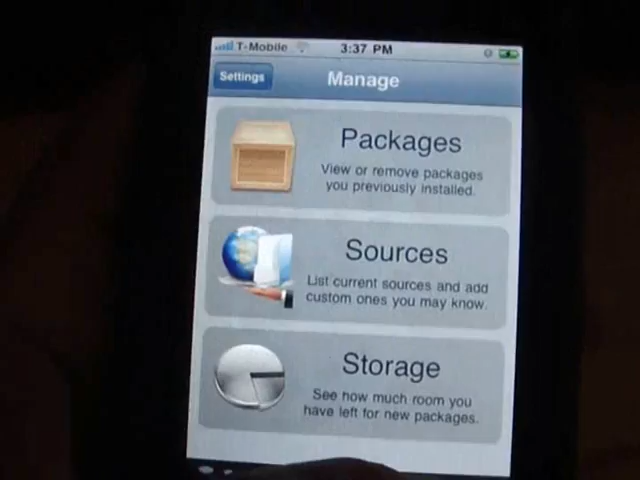 T-Mobile 3:37 PM
Settings Manage
Packages
View or remove packages
you previously installed.
Sources
List current sources and add
custom ones you may know.
Storage
See how much room you
have left for new packages.